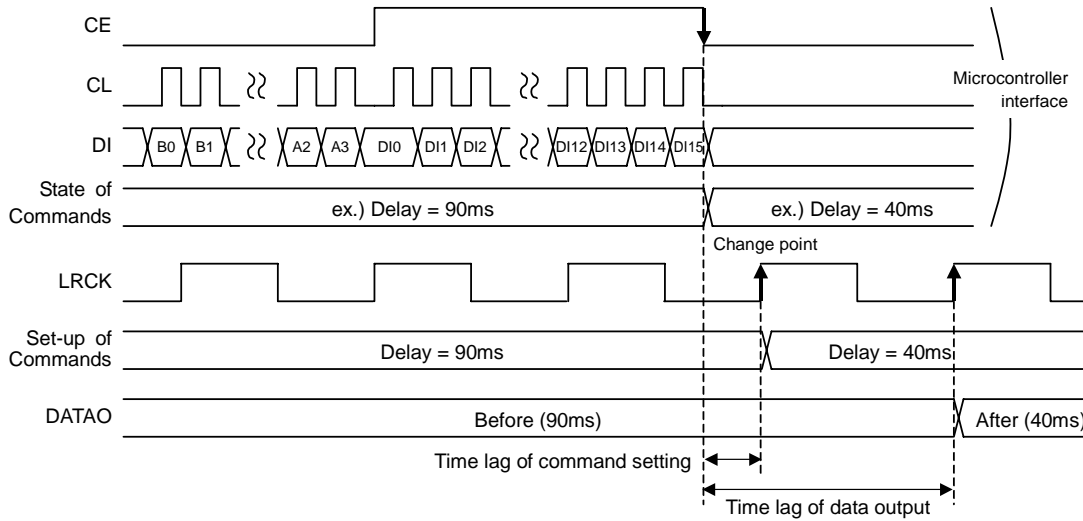 CE
CL
Microcontroller
interface
DI
B0 B1 A2 A3 DI0 DI1 DI2 DI12 DI13 DI14 DI15
State of
Commands
ex.) Delay = 90ms
ex.) Delay = 40ms
Change point
LRCK
Set-up of
Commands
Delay = 90ms
Delay = 40ms
DATAO
Before (90ms)
After (40ms)
Time lag of command setting
Time lag of data output